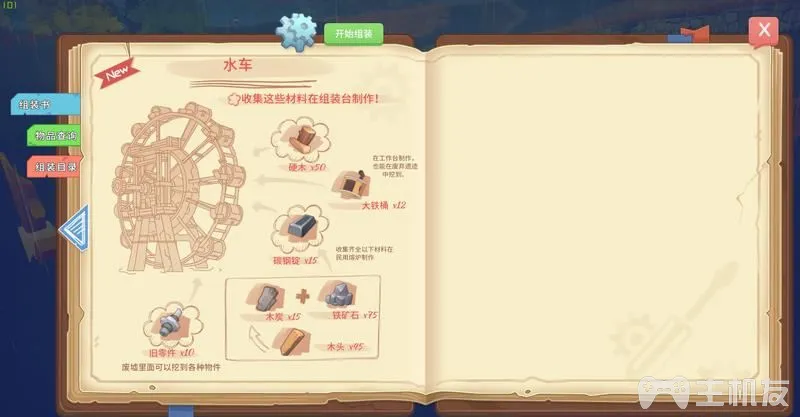 101
开始组装
X
New
水车
收集这些材料在组装台制作！
组装书
物品查询
组装目录
硬木 x50
在工作台制作,
也能在废弃遗迹
中挖到。
大铁桶 x12
碳钢锭 x15
收集齐全以下材料在
民用熔炉制作
木炭 x15
铁矿石 x75
木头 x45
旧零件 x10
废墟里面可以挖到各种物件
主机友